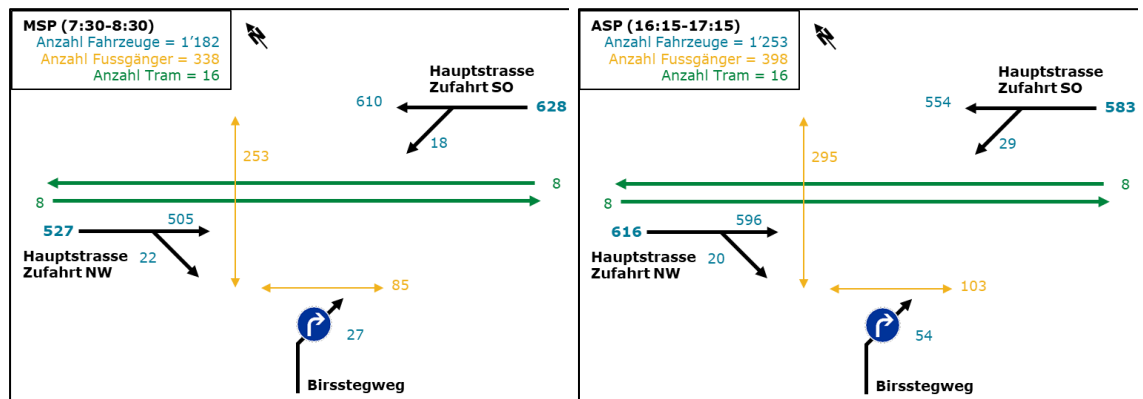 MSP (7:30-8:30)
Anzahl Fahrzeuge = 1’182
Anzahl Fussgänger = 338
Anzahl Tram = 16
N
Hauptstrasse
Zufahrt SO
610
628
18
253
8
8
505
527
Hauptstrasse
Zufahrt NW
22
85
27
Birsstegweg
ASP (16:15-17:15)
Anzahl Fahrzeuge = 1’253
Anzahl Fussgänger = 398
Anzahl Tram = 16
N
Hauptstrasse
Zufahrt SO
554
583
29
295
8
8
596
616
Hauptstrasse
Zufahrt NW
20
103
54
Birsstegweg